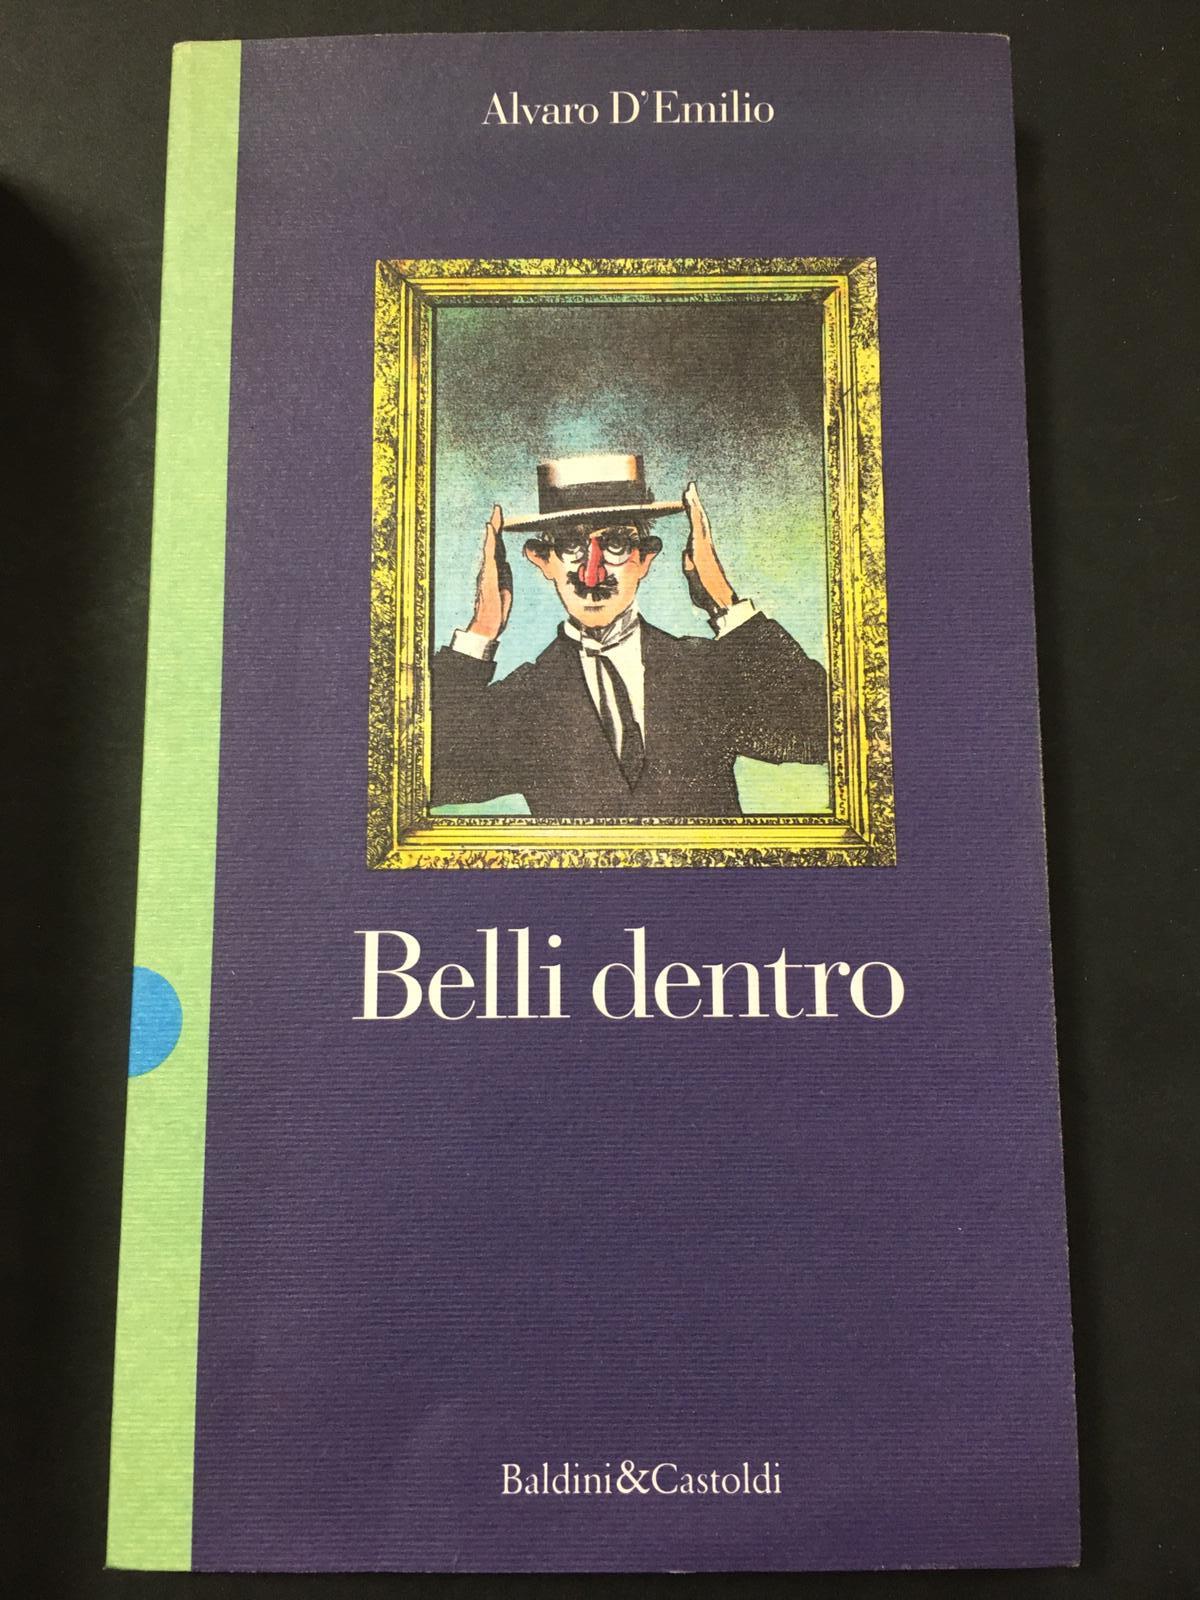 Alvaro D'Emilio
Belli dentro
Baldini&Castoldi